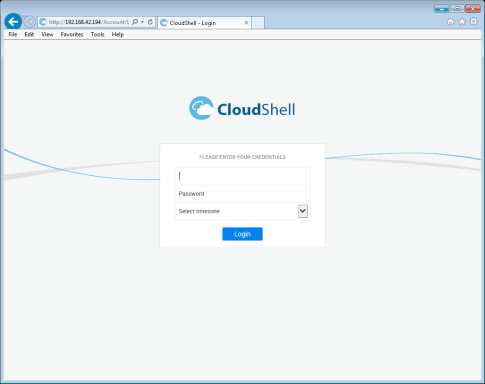 http://192.168.42.194/Account/L
CloudShell - Login
File Edit View Favorites Tools Help
CloudShell
PLEASE ENTER YOUR CREDENTIALS
Password
Select timezone
Login